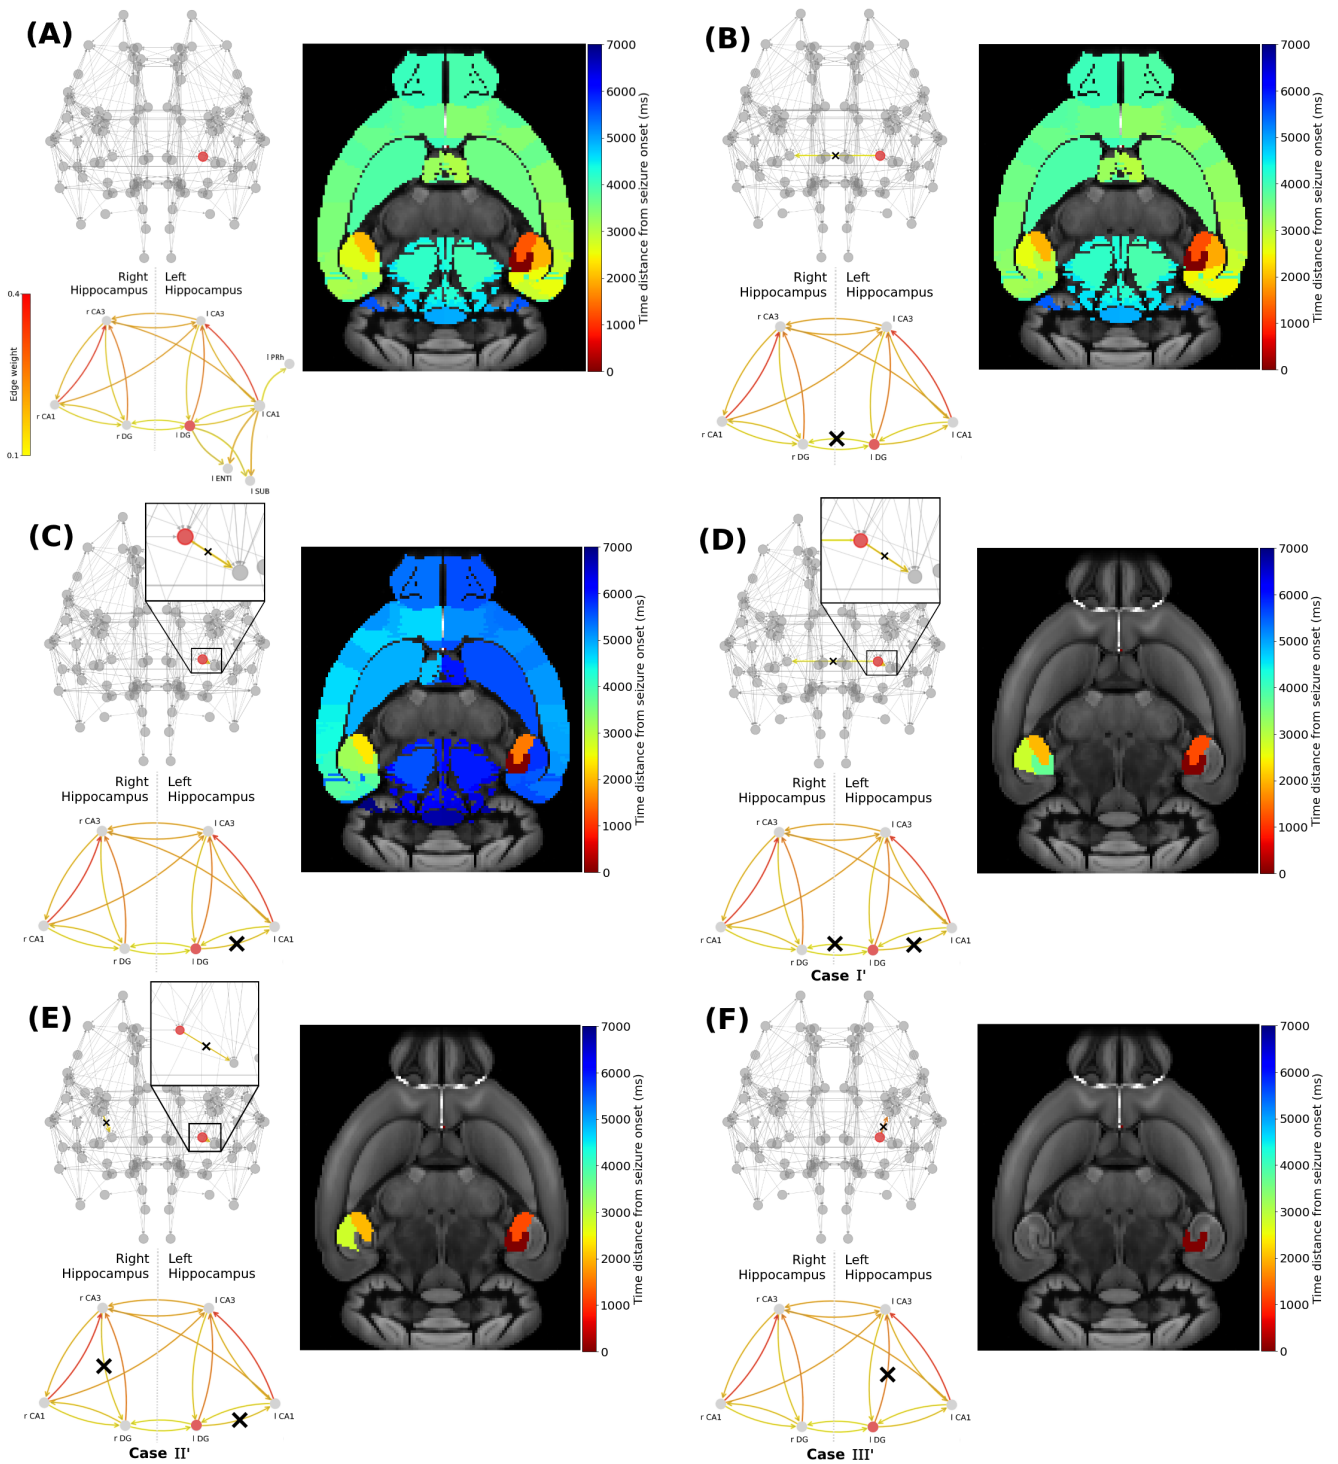 (A)
7000
6000
5000
4000
3000
2000
1000
0
Time distance from seizure onset (ms)
Right
Hippocampus
Left
Hippocampus
0.4
Edge weight
0.1
r CA3
l CA3
l PRh
r CA1
l CA1
r DG
l DG
l ENTl
l SUB
(B)
7000
6000
5000
4000
3000
2000
1000
0
Time distance from seizure onset (ms)
Right
Hippocampus
Left
Hippocampus
r CA3
l CA3
r CA1
l CA1
r DG
l DG
(C)
7000
6000
5000
4000
3000
2000
1000
0
Time distance from seizure onset (ms)
Right
Hippocampus
Left
Hippocampus
r CA3
l CA3
r CA1
l CA1
r DG
l DG
(D)
7000
6000
5000
4000
3000
2000
1000
0
Time distance from seizure onset (ms)
Right
Hippocampus
Left
Hippocampus
r CA3
l CA3
r CA1
l CA1
r DG
l DG
Case I'
(E)
7000
6000
5000
4000
3000
2000
1000
0
Time distance from seizure onset (ms)
Right
Hippocampus
Left
Hippocampus
r CA3
l CA3
r CA1
l CA1
r DG
l DG
Case II'
(F)
7000
6000
5000
4000
3000
2000
1000
0
Time distance from seizure onset (ms)
Right
Hippocampus
Left
Hippocampus
r CA3
l CA3
r CA1
l CA1
r DG
l DG
Case III'